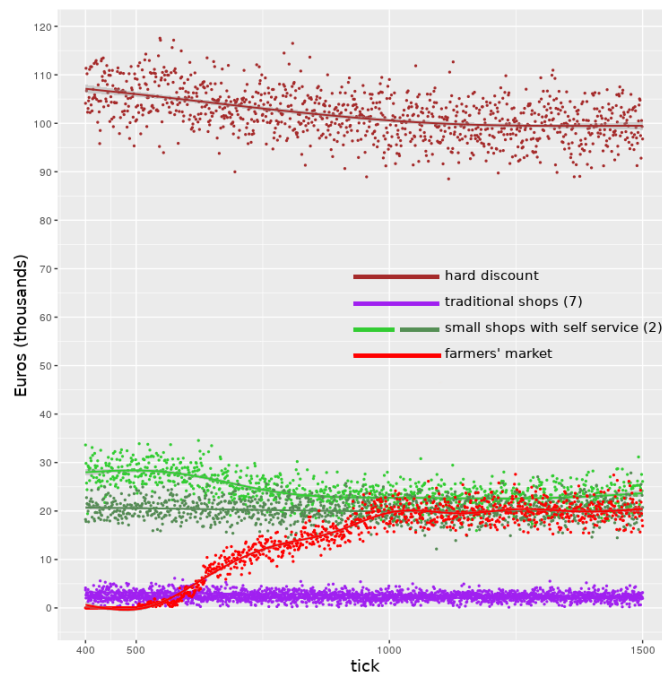 120
110
100
90
80
70
60
50
40
30
20
10
0
Euros (thousands)
hard discount
traditional shops (7)
small shops with self service (2)
farmers' market
400
500
1000
1500
tick